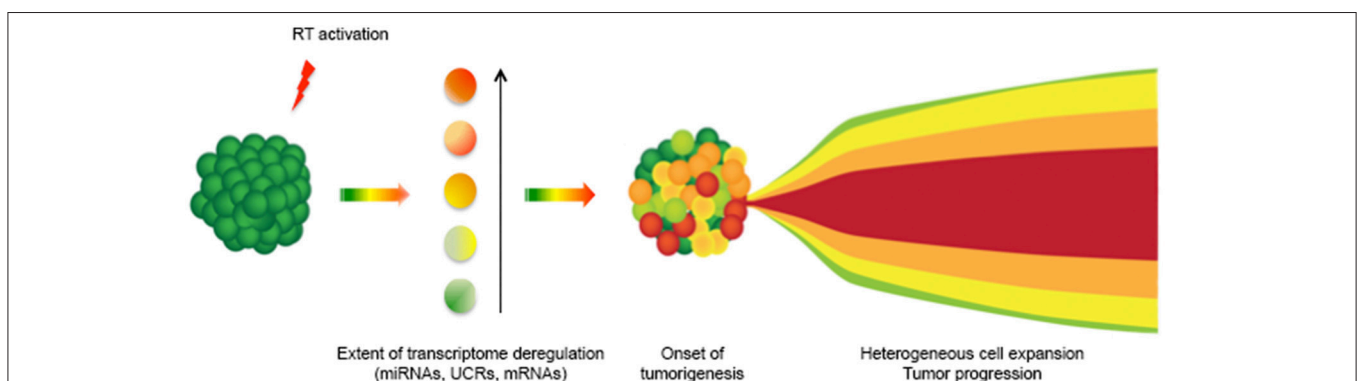 RT activation
Extent of transcriptome deregulation
(miRNAs, UCRs, mRNAs)
Onset of
tumorigenesis
Heterogeneous cell expansion
Tumor progression